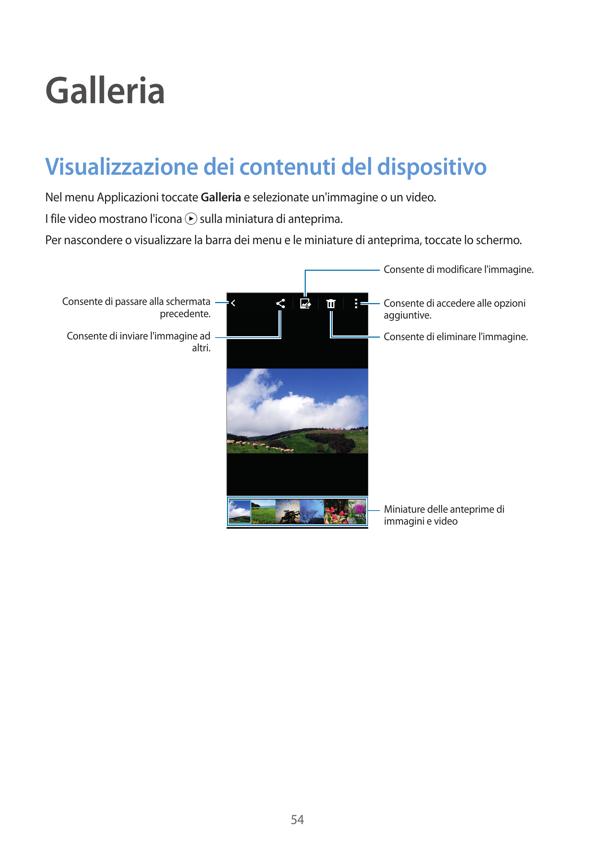 Galleria
Visualizzazione dei contenuti del dispositivo
Nel menu Applicazioni toccate Galleria e selezionate un'immagine o un video.
I file video mostrano l'icona sulla miniatura di anteprima.
Per nascondere o visualizzare la barra dei menu e le miniature di anteprima, toccate lo schermo.
Consente di modificare l'immagine.
Consente di passare alla schermata
precedente.
Consente di accedere alle opzioni
aggiuntive.
Consente di inviare l'immagine ad
altri.
Consente di eliminare l'immagine.
Miniature delle anteprime di
immagini e video
54